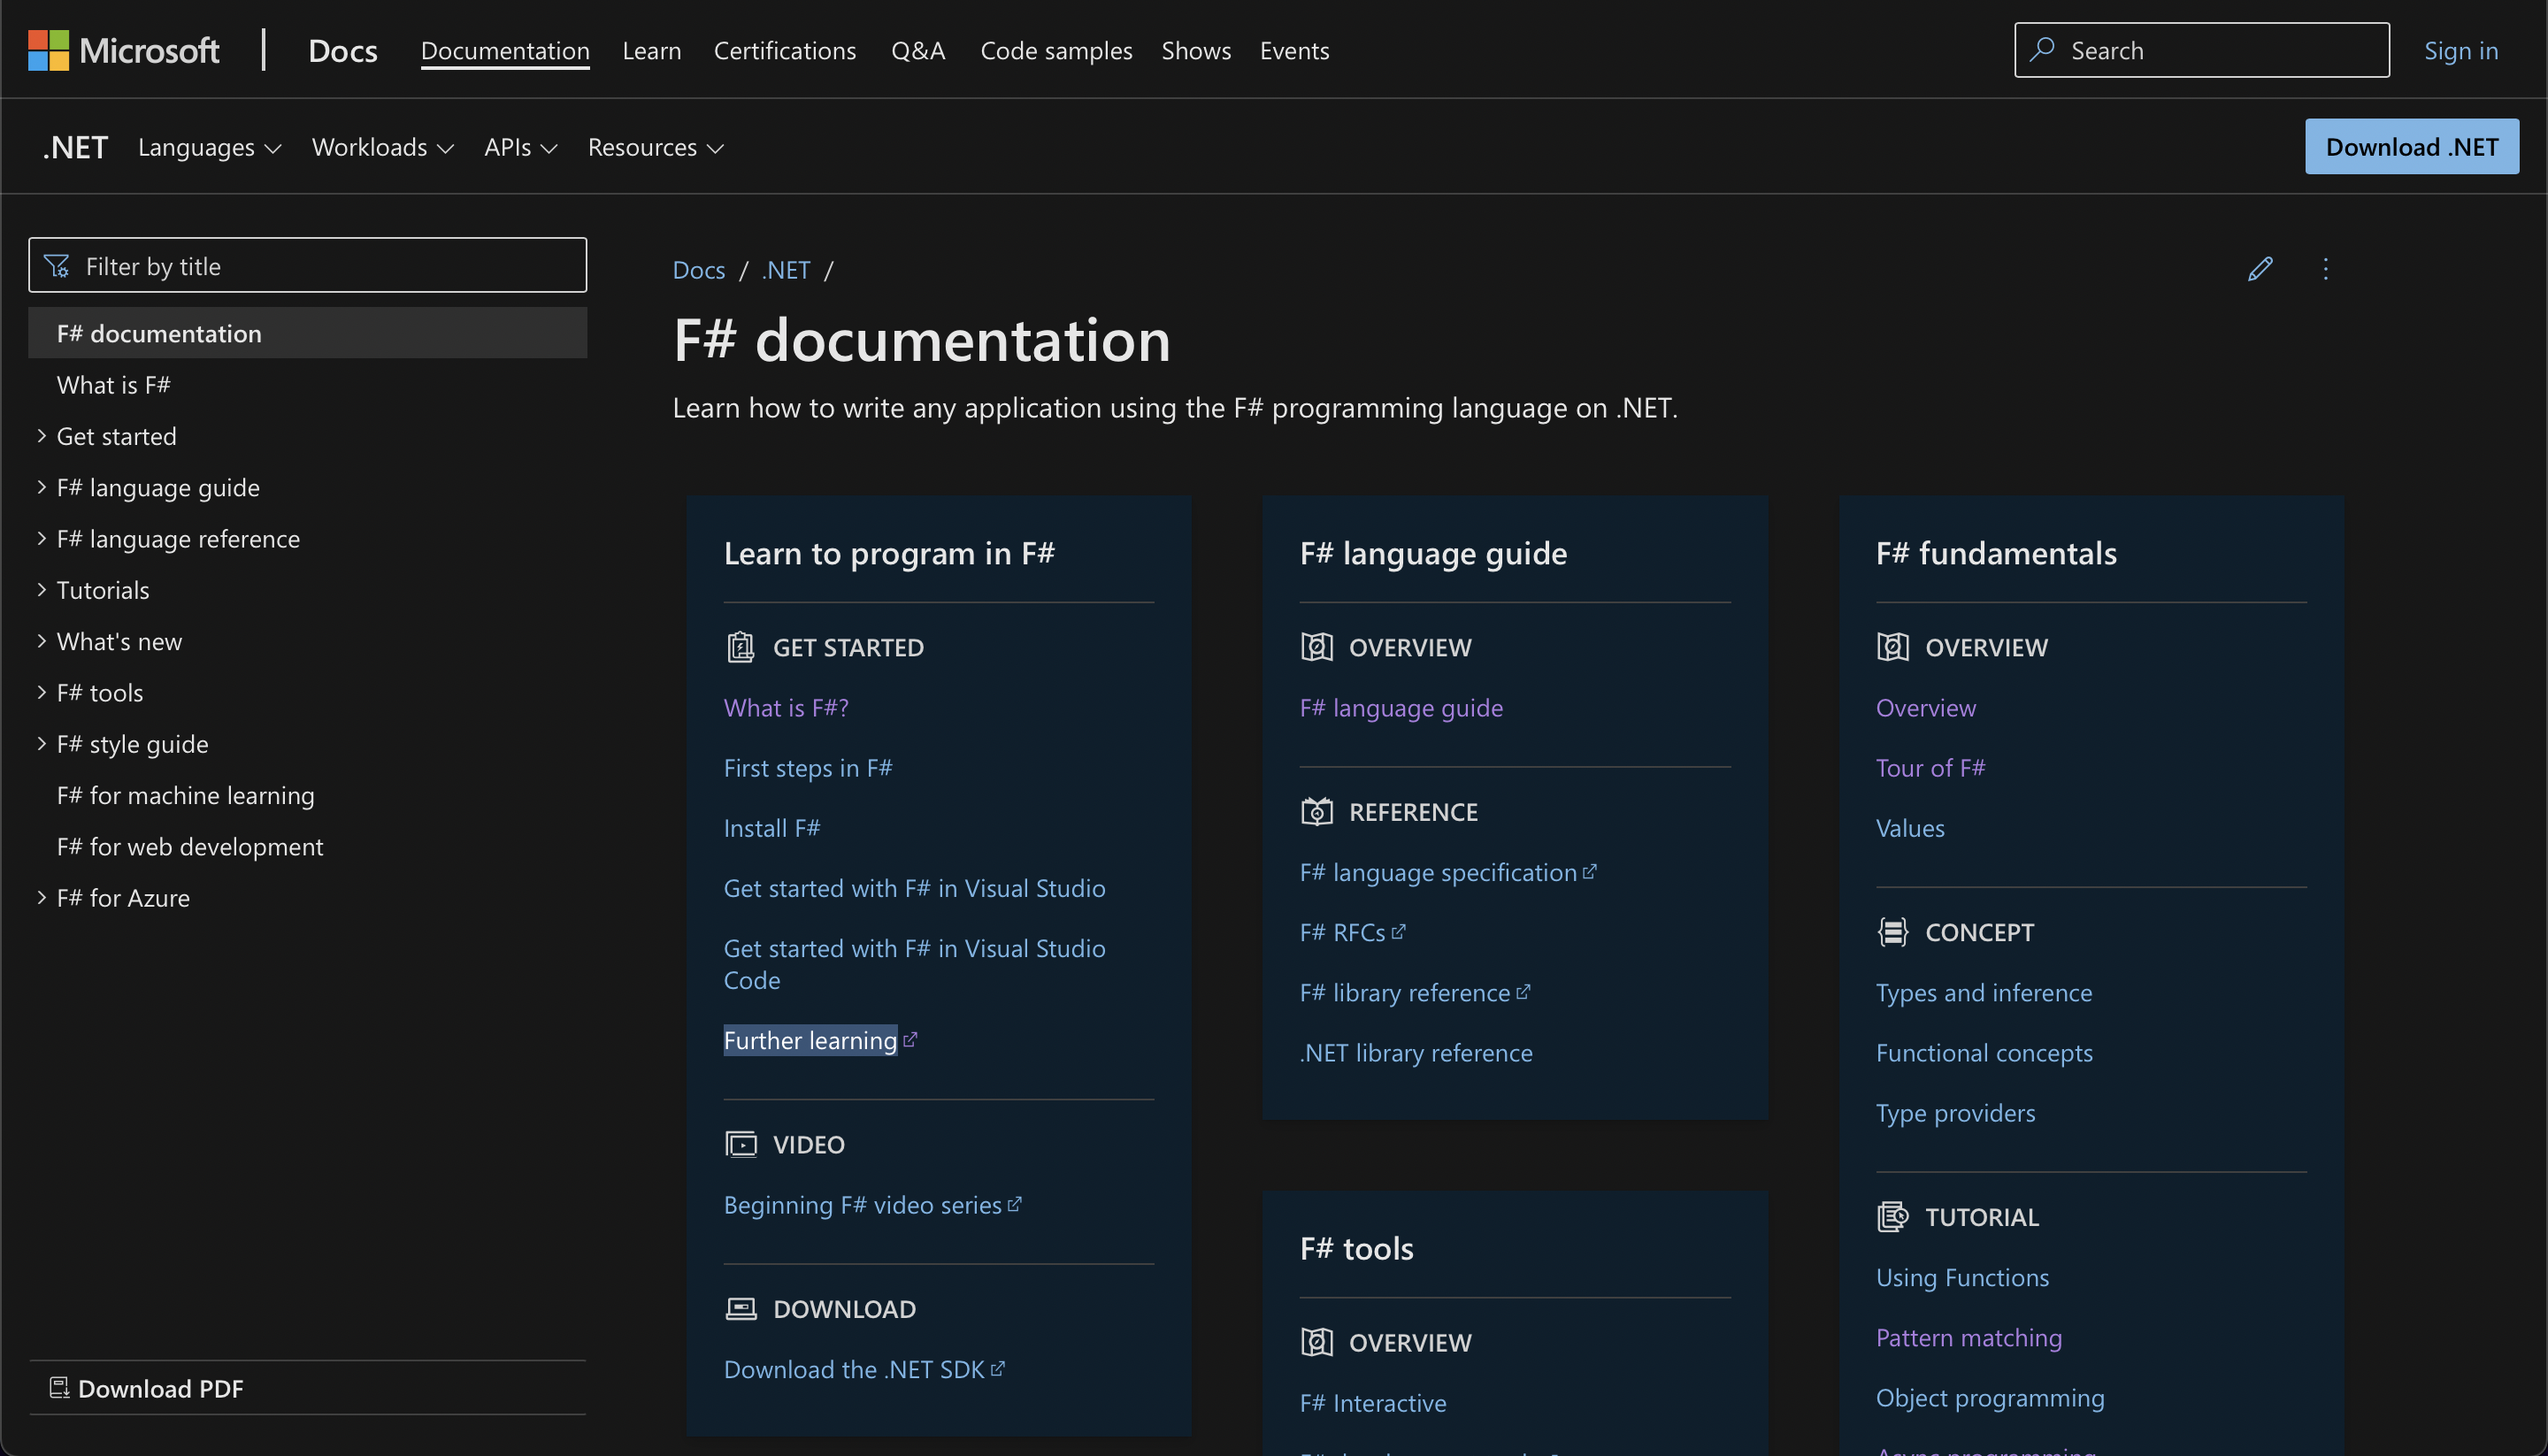 Microsoft | Docs Documentation Learn Certifications Q&A Code samples Shows Events Search Sign in
.NET Languages Workloads APIs Resources Download .NET
Filter by title
F# documentation
What is F#
Get started
F# language guide
F# language reference
Tutorials
What's new
F# tools
F# style guide
F# for machine learning
F# for web development
F# for Azure
Download PDF
Docs / .NET /
F# documentation
Learn how to write any application using the F# programming language on .NET.
Learn to program in F#
GET STARTED
What is F#?
First steps in F#
Install F#
Get started with F# in Visual Studio
Get started with F# in Visual Studio
Code
Further learning
VIDEO
Beginning F# video series
DOWNLOAD
Download the .NET SDK
F# language guide
OVERVIEW
F# language guide
REFERENCE
F# language specification
F# RFCs
F# library reference
.NET library reference
F# tools
OVERVIEW
F# Interactive
F# fundamentals
OVERVIEW
Overview
Tour of F#
Values
CONCEPT
Types and inference
Functional concepts
Type providers
TUTORIAL
Using Functions
Pattern matching
Object programming
Async programming